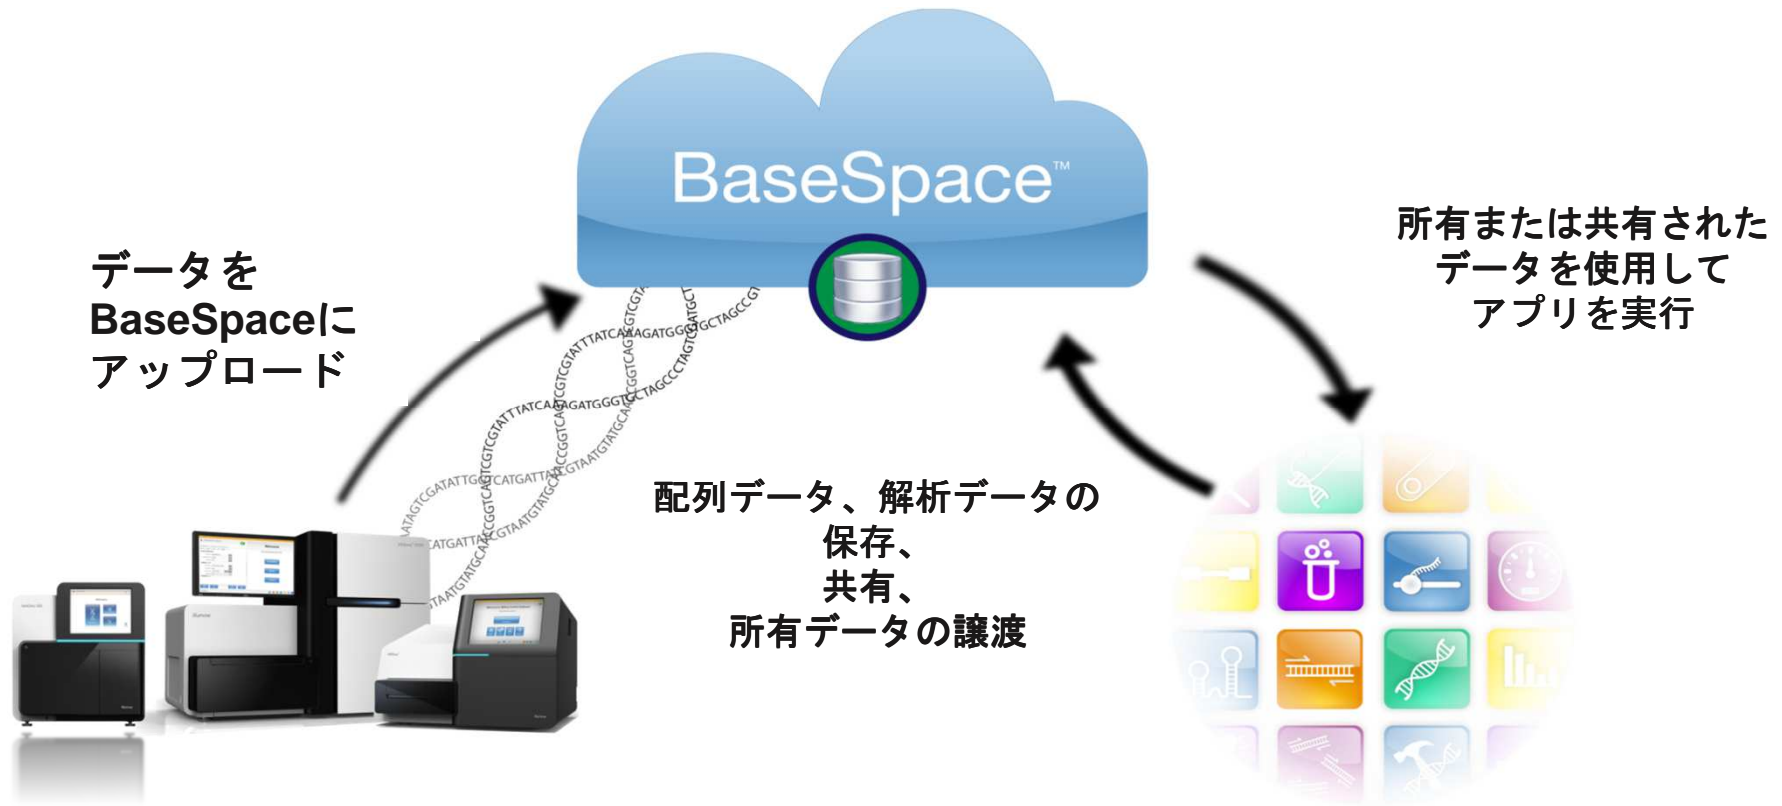 BaseSpace™
データを
BaseSpaceに
アップロード
所有または共有された
データを使用して
アプリを実行
配列データ、解析データの
保存、
共有、
所有データの譲渡